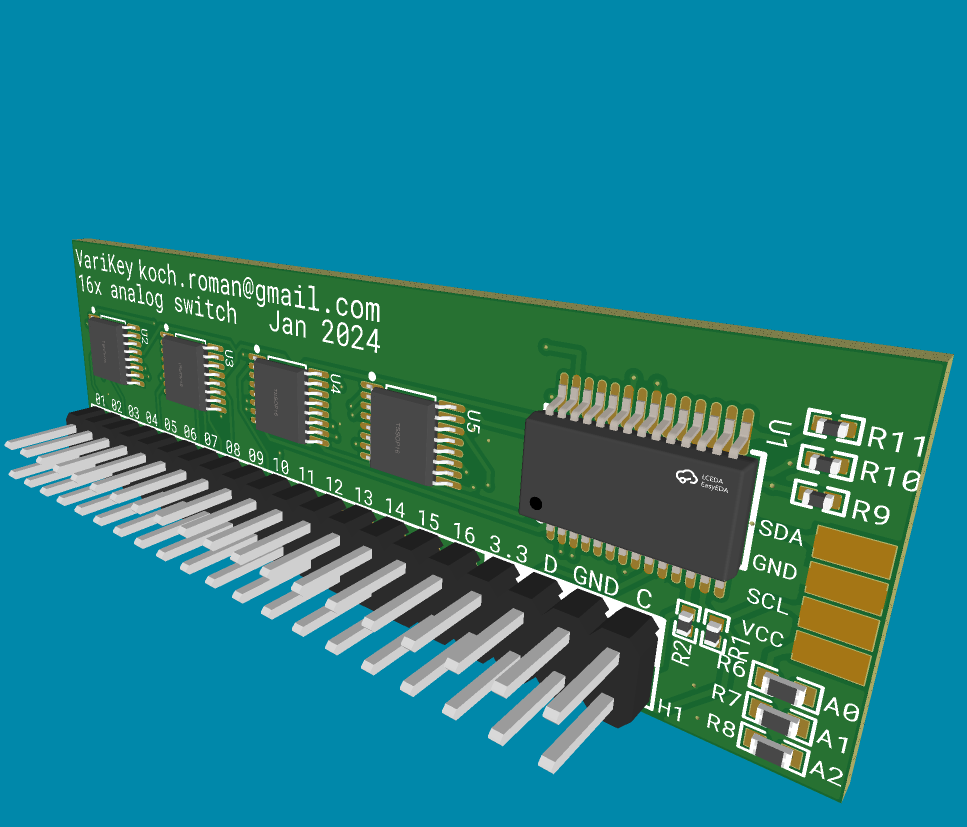 VariKey koch.roman@gmail.com
16x analog switch Jan 2024
U2
U3
U4
U5
U1
LCEDA
EasyEDA
R11
R10
R9
SDA
GND
SCL
VCC
01 02 03 04 05 06 07 08 09 10 11 12 13 14 15 16 3.3 D GND C
R2
R1
R6
R7
R8
A0
A1
A2
H1